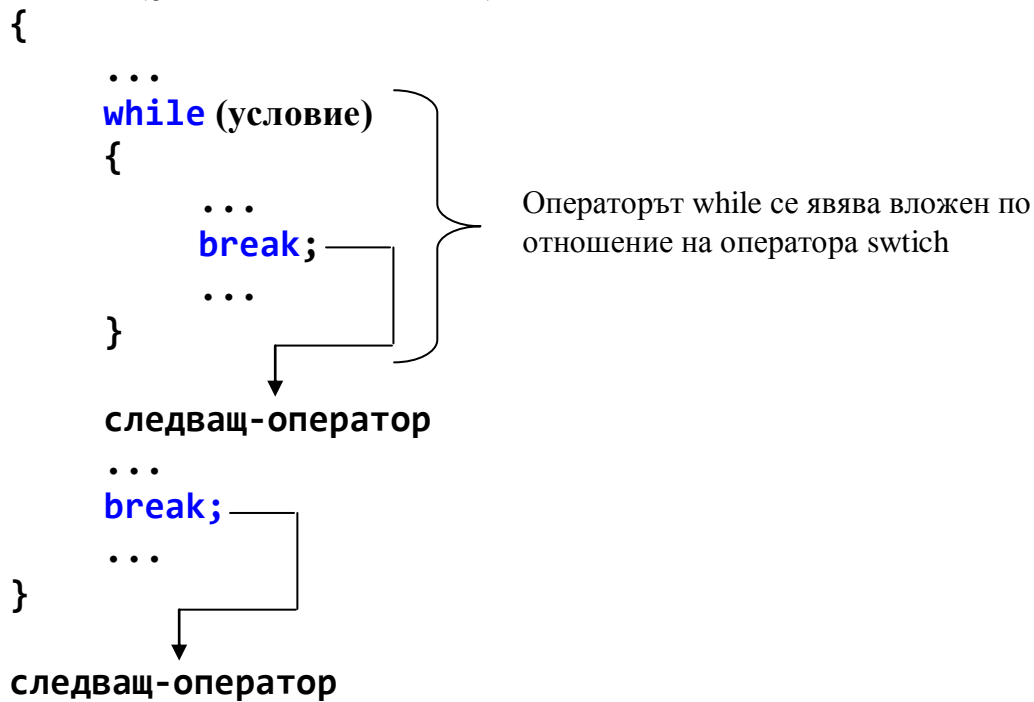 {
...
while (условие)
{
...
break;
...
}
Операторът while се явява вложен по
отношение на оператора swtich
следващ-оператор
...
break;
...
}
следващ-оператор